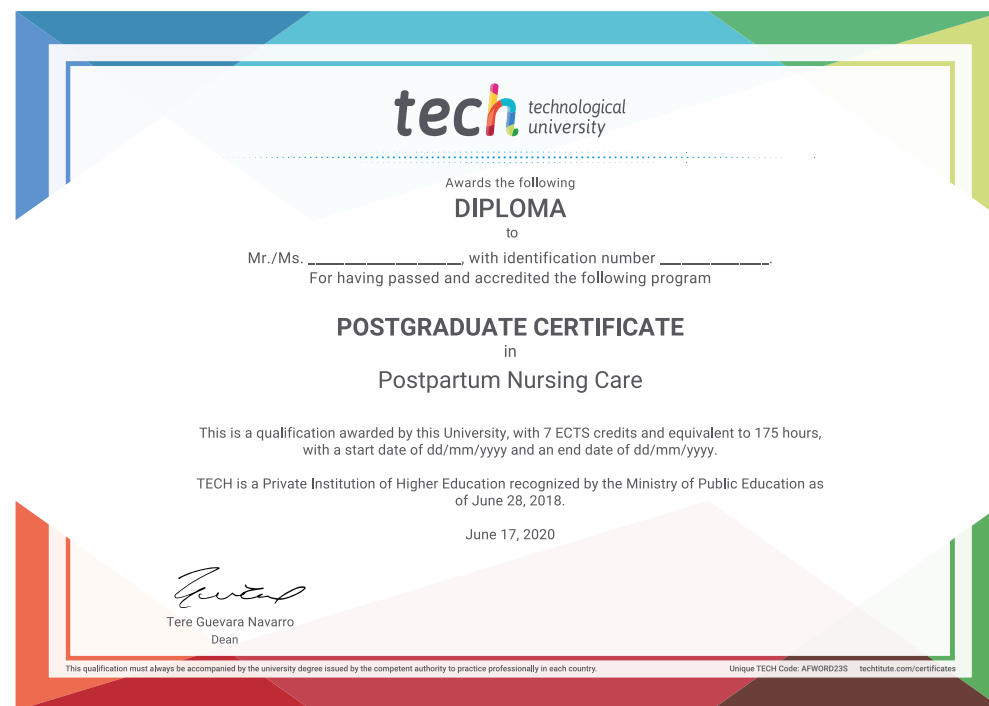 tech technological
university
Awards the following
DIPLOMA
to
Mr./Ms. ____________________, with identification number ______________.
For having passed and accredited the following program
POSTGRADUATE CERTIFICATE
in
Postpartum Nursing Care
This is a qualification awarded by this University, with 7 ECTS credits and equivalent to 175 hours,
with a start date of dd/mm/yyyy and an end date of dd/mm/yyyy.
TECH is a Private Institution of Higher Education recognized by the Ministry of Public Education as
of June 28, 2018.
June 17, 2020
Tere Guevara Navarro
Dean
This qualification must always be accompanied by the university degree issued by the competent authority to practice professionally in each country.
Unique TECH Code: AFWORD23S techtitute.com/certificates